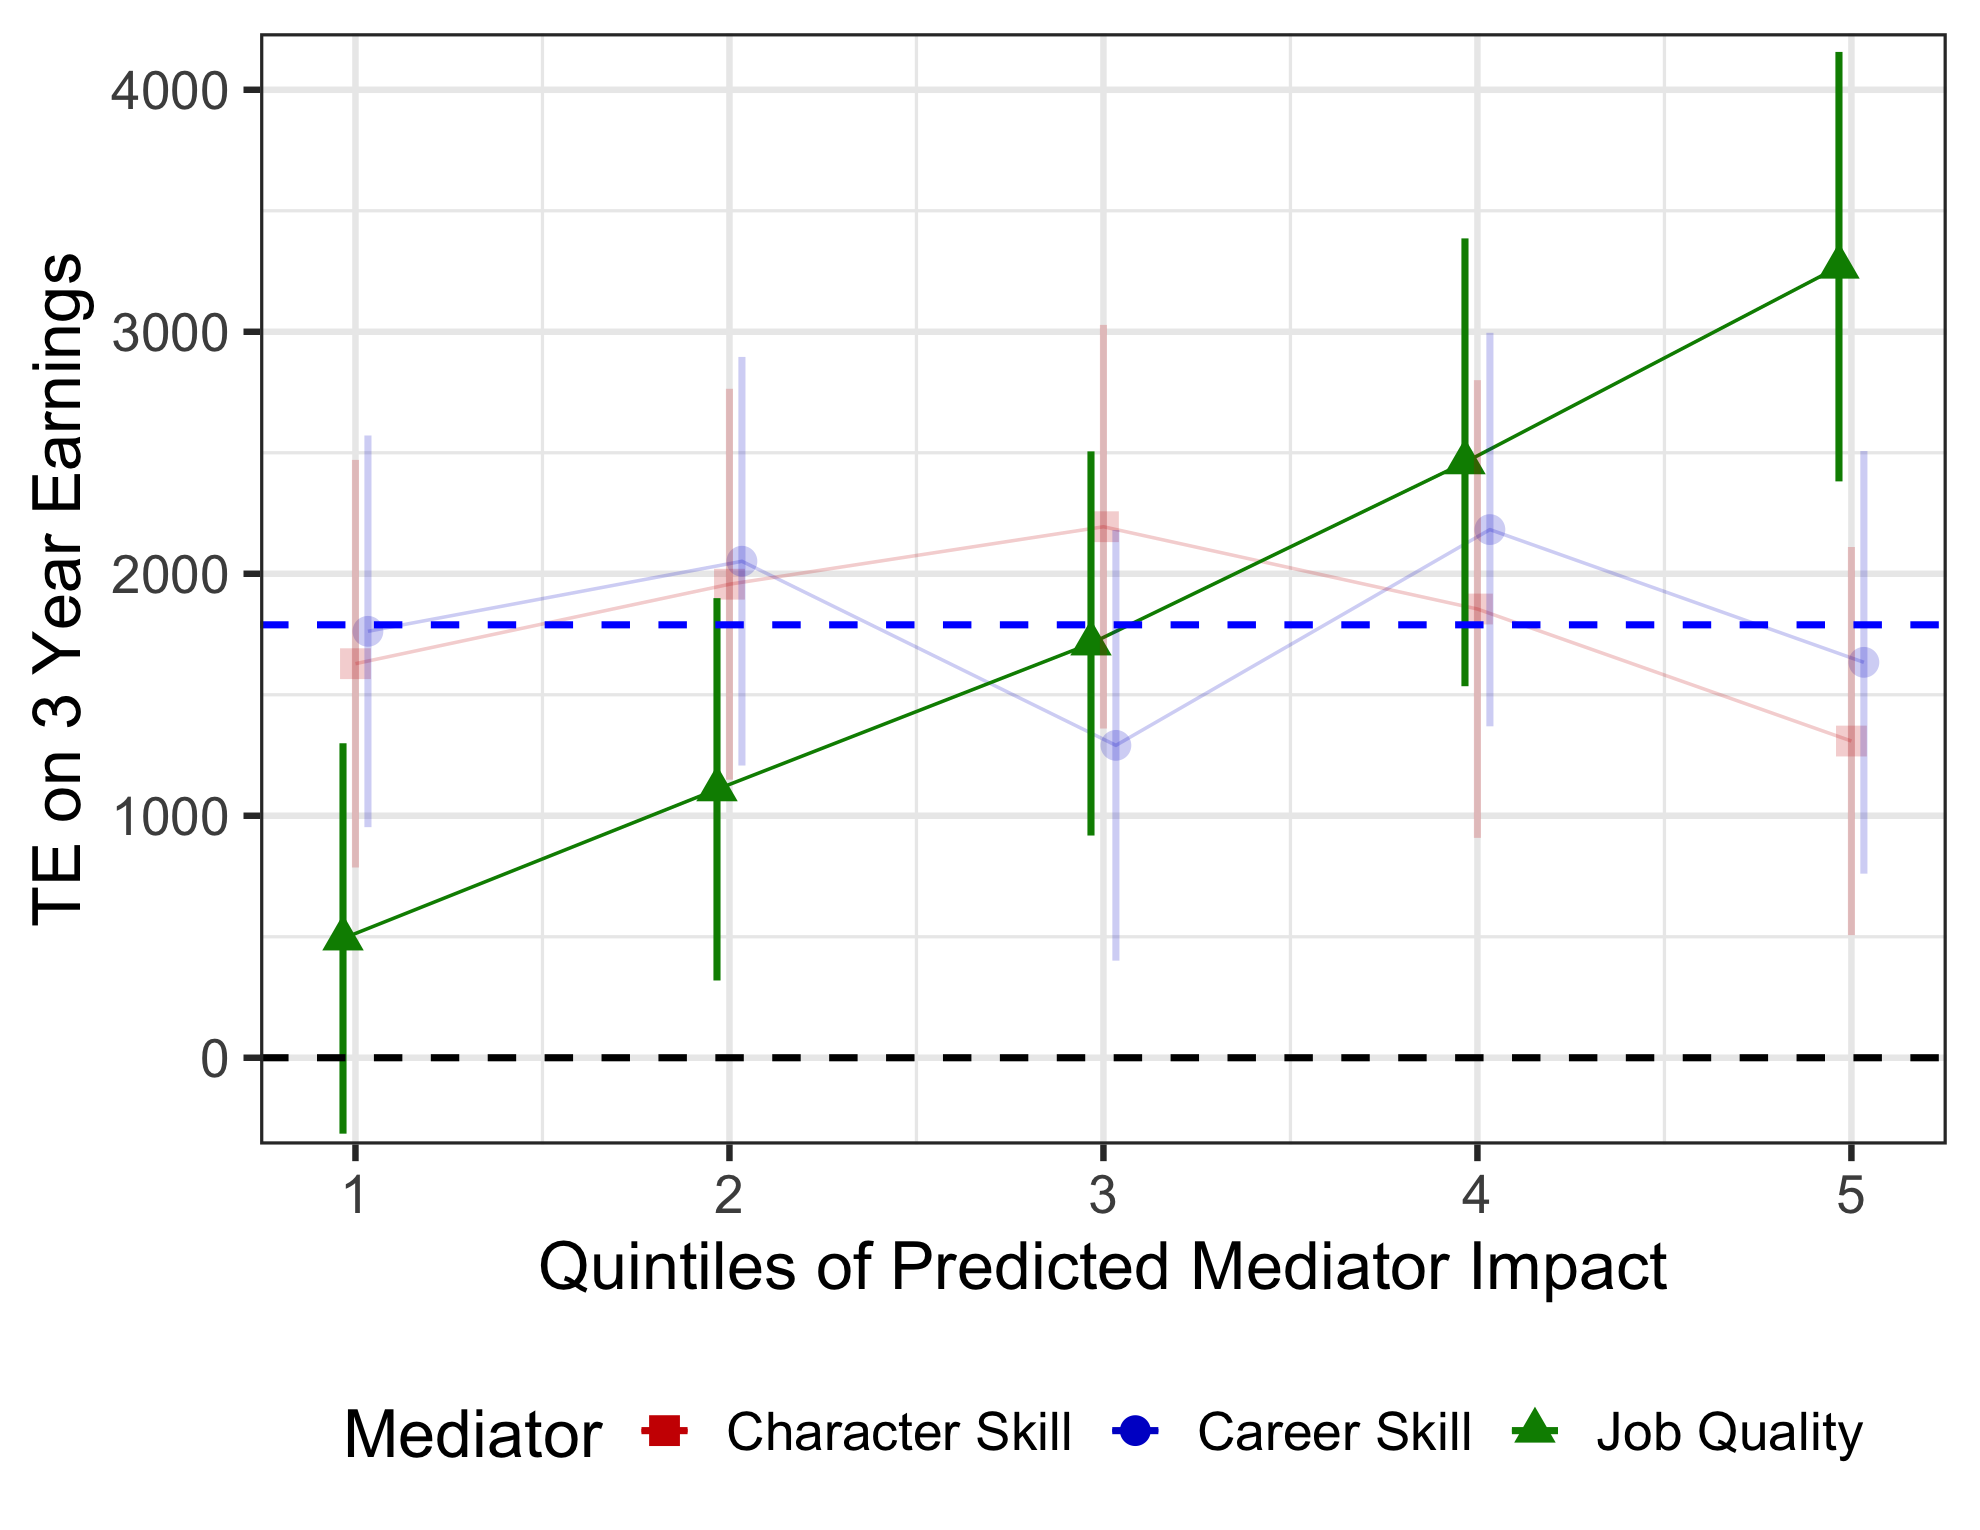 4000
3000
2000
1000
0
TE on 3 Year Earnings
1 2 3 4 5
Quintiles of Predicted Mediator Impact
Mediator Character Skill Career Skill Job Quality